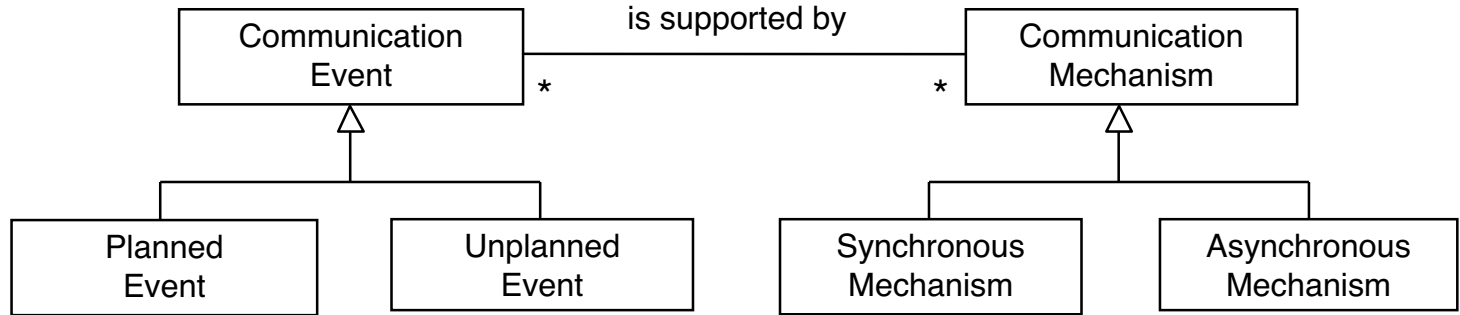 is supported by
Communication
Event
Communication
Mechanism
*
*
Planned
Event
Unplanned
Event
Synchronous
Mechanism
Asynchronous
Mechanism